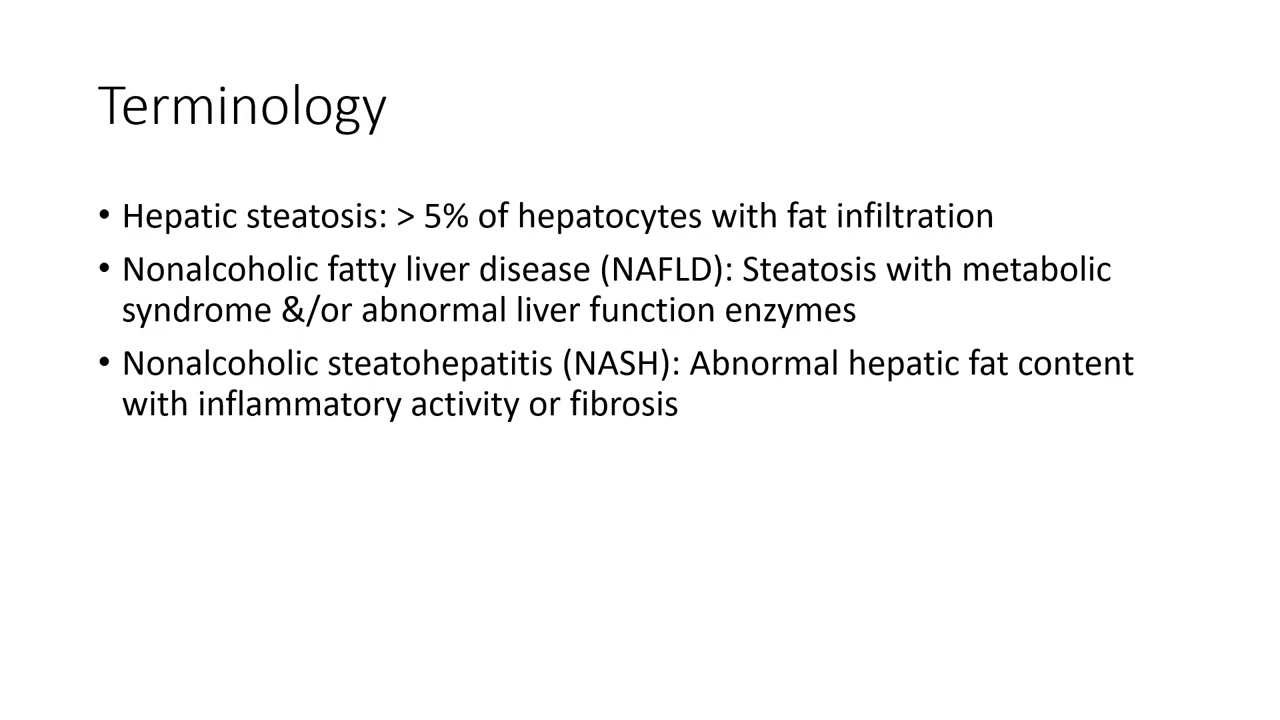 Terminology
• Hepatic steatosis: > 5% of hepatocytes with fat infiltration
• Nonalcoholic fatty liver disease (NAFLD): Steatosis with metabolic
syndrome &/or abnormal liver function enzymes
• Nonalcoholic steatohepatitis (NASH): Abnormal hepatic fat content
with inflammatory activity or fibrosis